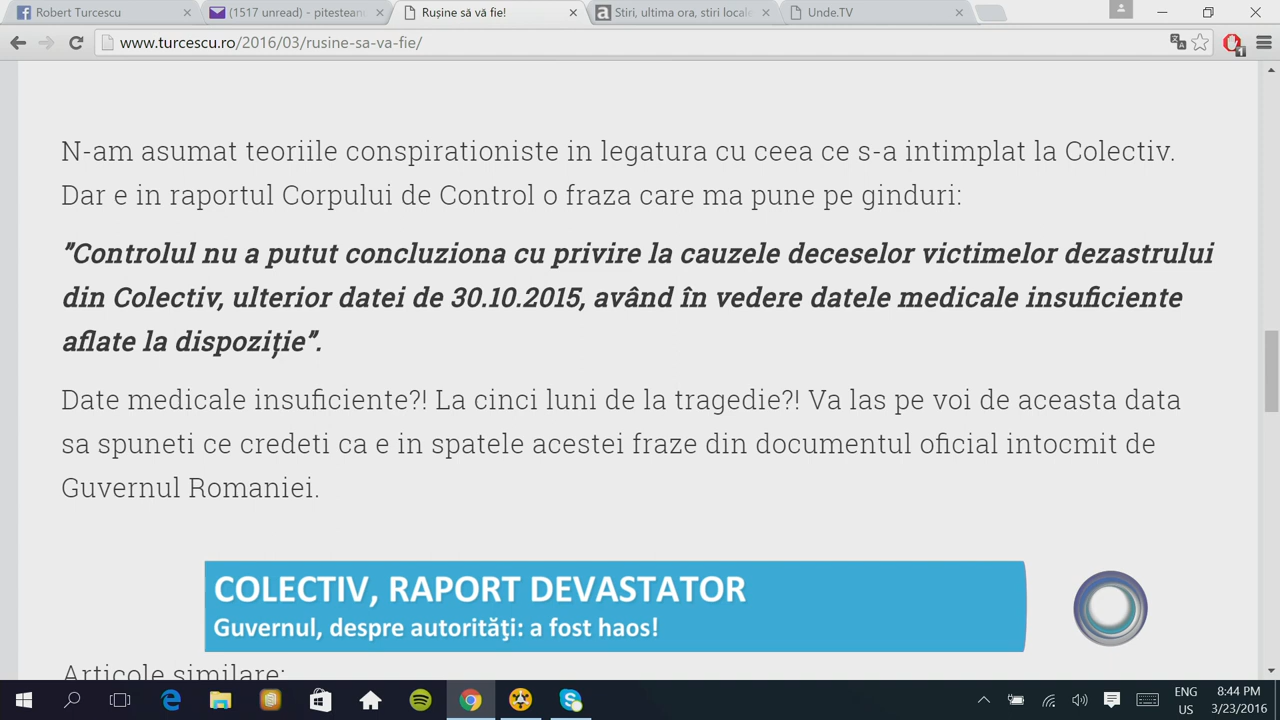 Robert Turcescu
(1517 unread) - pitesteanu
Rușine să vă fie!
Stiri, ultima ora, stiri locale
Unde.TV
www.turcescu.ro/2016/03/rusine-sa-va-fie/
N-am asumat teoriile conspirationiste in legatura cu ceea ce s-a intimplat la Colectiv.
Dar e in raportul Corpului de Control o fraza care ma pune pe ginduri:
”Controlul nu a putut concluziona cu privire la cauzele deceselor victimelor dezastrului
din Colectiv, ulterior datei de 30.10.2015, având în vedere datele medicale insuficiente
aflate la dispoziție”.
Date medicale insuficiente?! La cinci luni de la tragedie?! Va las pe voi de aceasta data
sa spuneti ce credeti ca e in spatele acestei fraze din documentul oficial intocmit de
Guvernul Romaniei.
COLECTIV, RAPORT DEVASTATOR
Guvernul, despre autorităţi: a fost haos!
Articole similare:
ENG
US
8:44 PM
3/23/2016